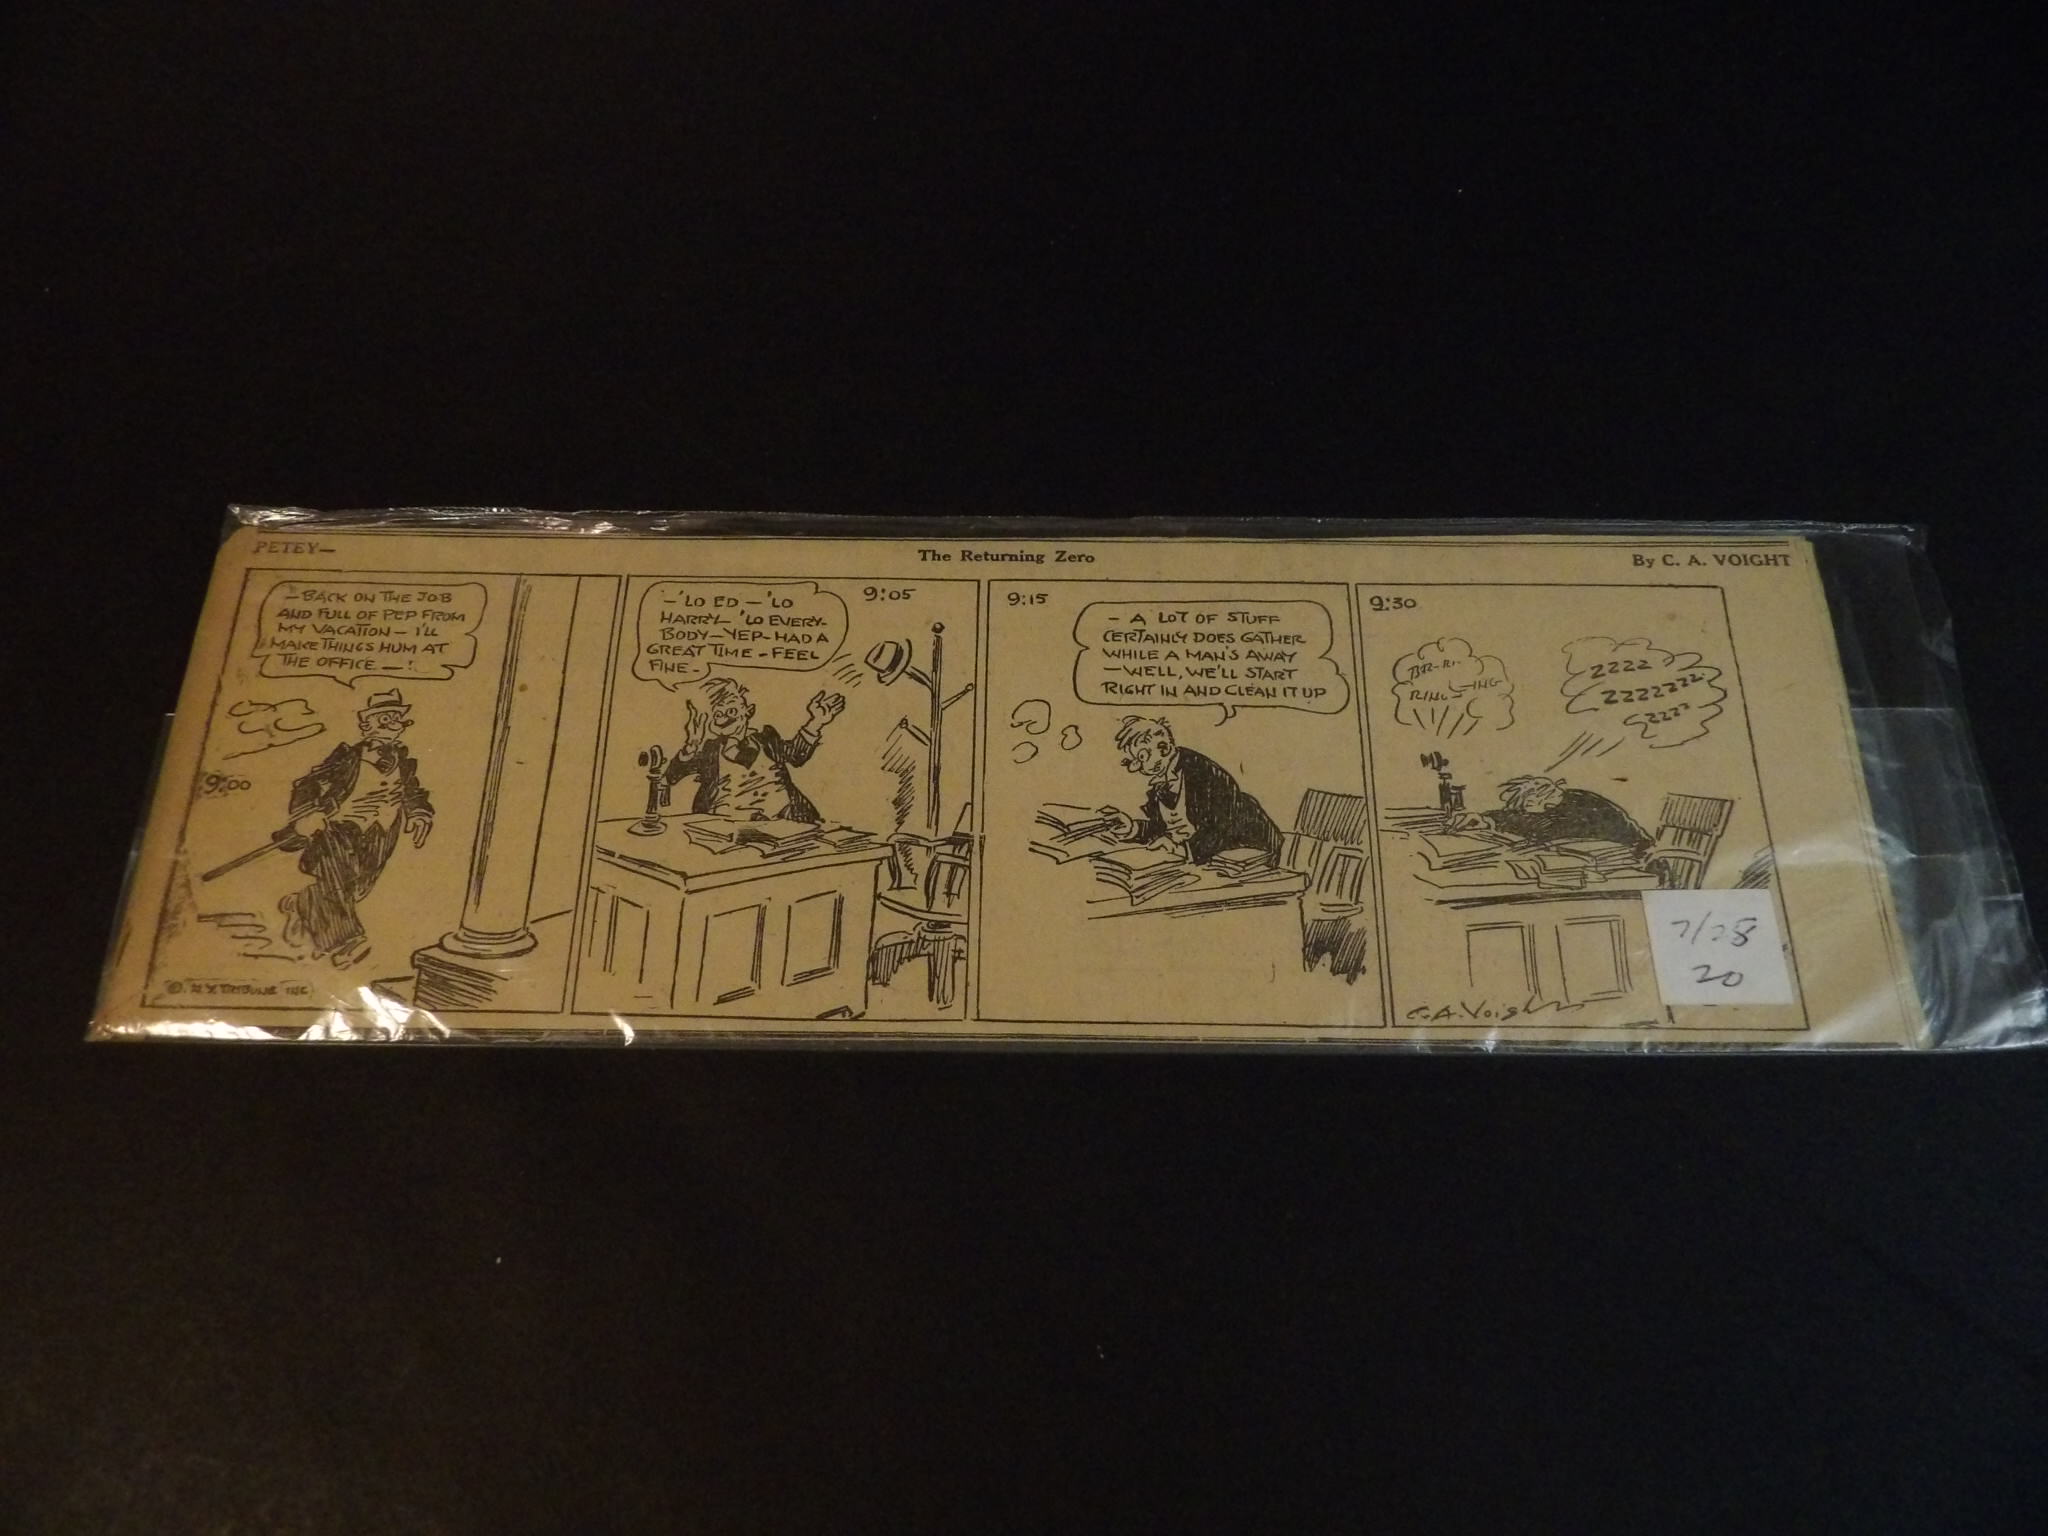 PETEY—
The Returning Zero
By C. A. VOIGHT
— BACK ON THE JOB
AND FULL OF PEP FROM
MY VACATION — I'LL
MAKE THINGS HUM AT
THE OFFICE — !
9:00
© N.Y. TRIBUNE INC
— 'LO ED — 'LO
HARRY — 'LO EVERY-
BODY — YEP — HAD A
GREAT TIME — FEEL
FINE —
9:05
9:15
— A LOT OF STUFF
CERTAINLY DOES GATHER
WHILE A MAN'S AWAY
— WELL, WE'LL START
RIGHT IN AND CLEAN IT UP
9:30
ZZZZ
ZZZZZZZ
ZZZZ
C.A. Voight
7/28
20